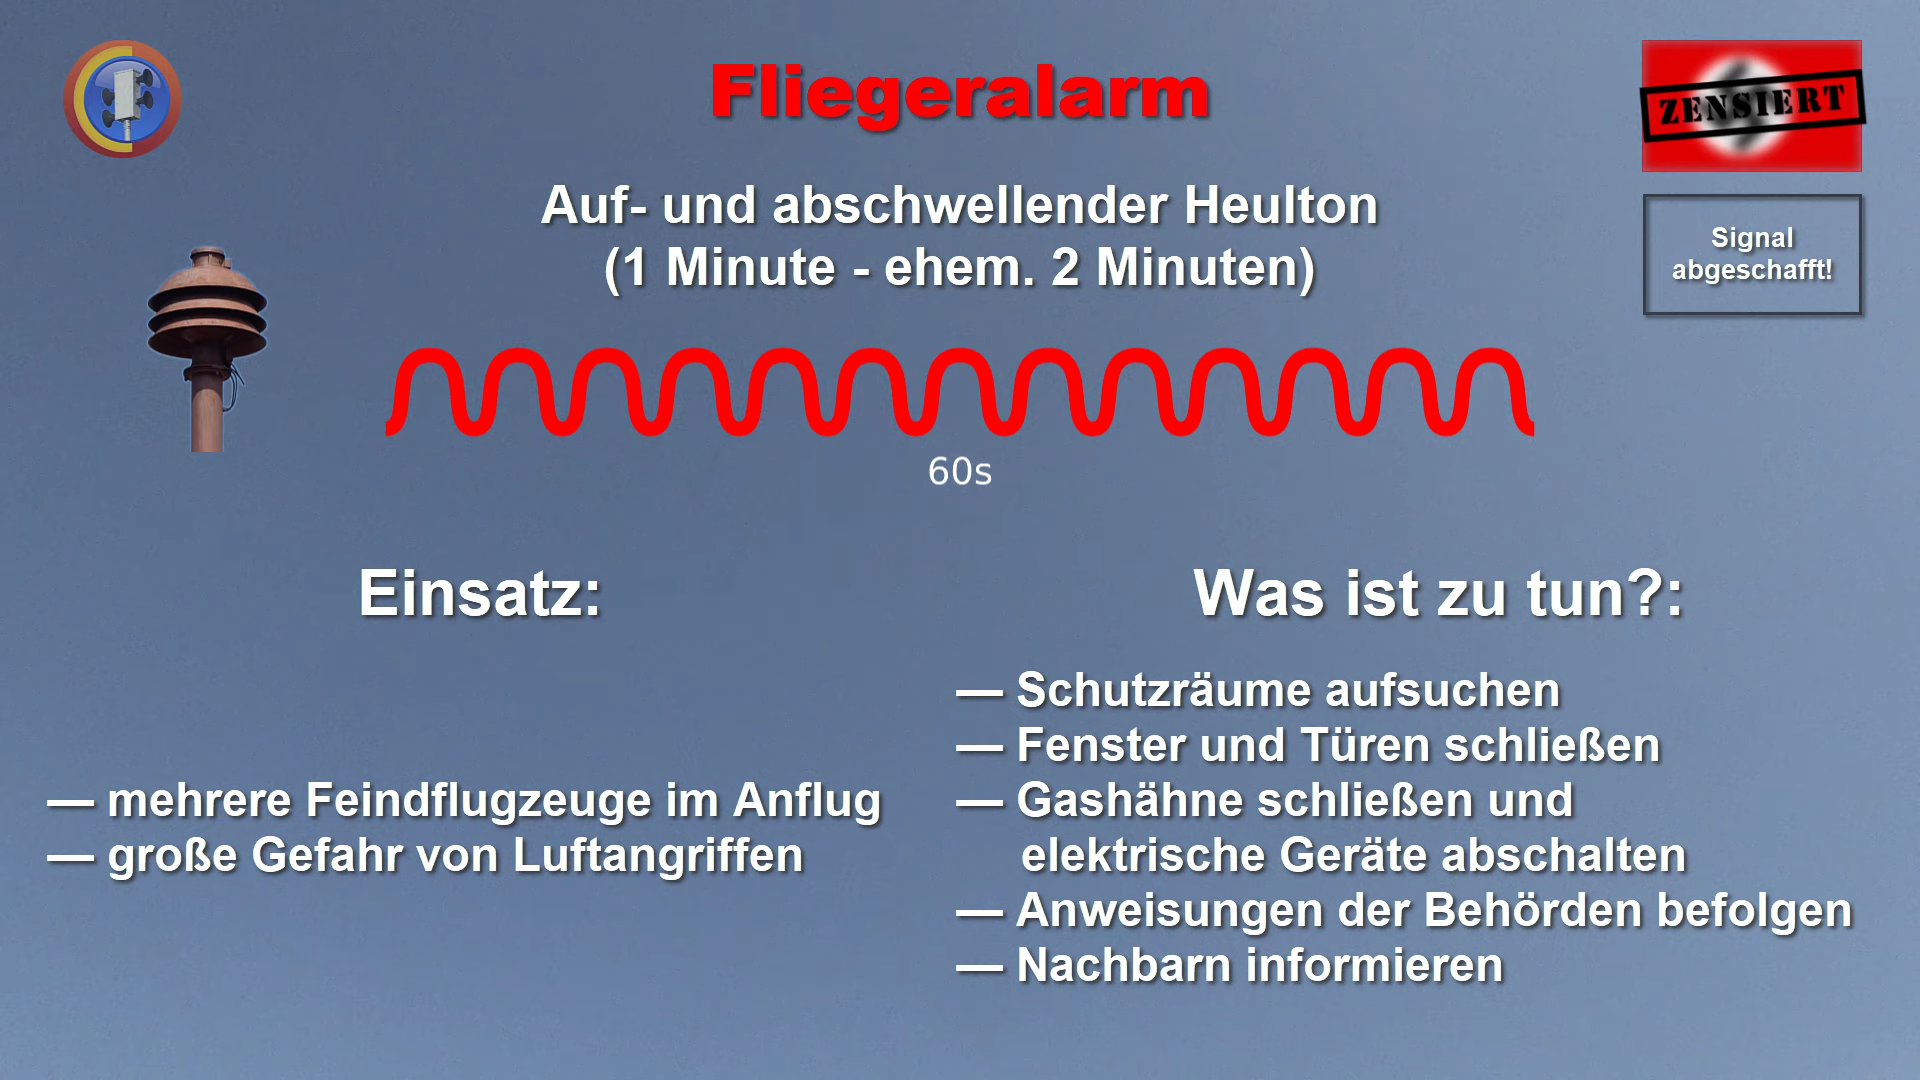 Fliegeralarm
ZENSIERT
Auf- und abschwellender Heulton
(1 Minute - ehem. 2 Minuten)
Signal
abgeschafft!
60s
Einsatz:
— mehrere Feindflugzeuge im Anflug
— große Gefahr von Luftangriffen
Was ist zu tun?:
— Schutzräume aufsuchen
— Fenster und Türen schließen
— Gashähne schließen und
elektrische Geräte abschalten
— Anweisungen der Behörden befolgen
— Nachbarn informieren